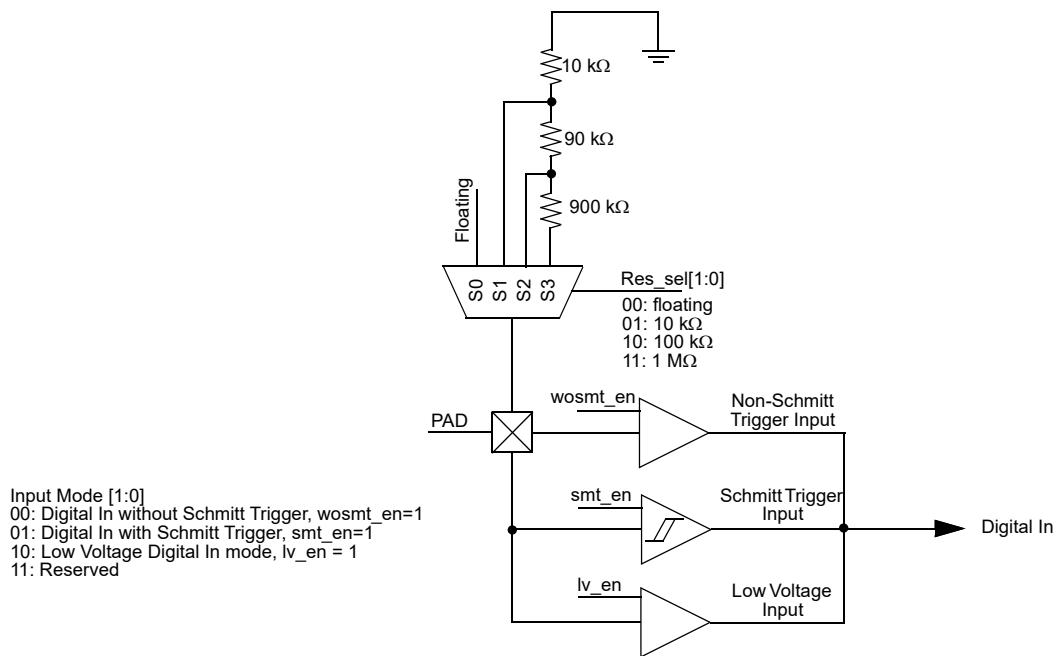 10 kΩ
90 kΩ
900 kΩ
Floating
S0
S1
S2
S3
Res_sel[1:0]
00: floating
01: 10 kΩ
10: 100 kΩ
11: 1 MΩ
PAD
wosmt_en
Non-Schmitt
Trigger Input
Input Mode [1:0]
00: Digital In without Schmitt Trigger, wosmt_en=1
01: Digital In with Schmitt Trigger, smt_en=1
10: Low Voltage Digital In mode, lv_en = 1
11: Reserved
smt_en
Schmitt Trigger
Input
Digital In
lv_en
Low Voltage
Input